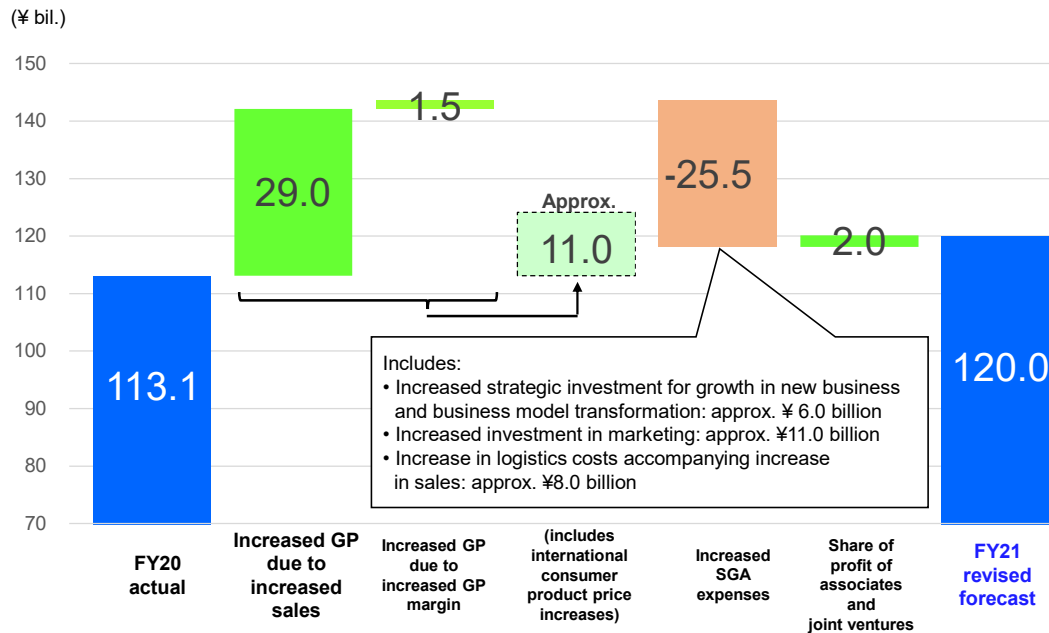 (¥ bil.)
150
140
130
120
110
100
90
80
70
113.1
29.0
1.5
Approx.
11.0
-25.5
2.0
120.0
Includes:
• Increased strategic investment for growth in new business
and business model transformation: approx. ¥ 6.0 billion
• Increased investment in marketing: approx. ¥11.0 billion
• Increase in logistics costs accompanying increase
in sales: approx. ¥8.0 billion
FY20
actual
Increased GP
due to
increased
sales
Increased GP
due to
increased GP
margin
(includes
international
consumer
product price
increases)
Increased
SGA
expenses
Share of
profit of
associates
and
joint ventures
FY21
revised
forecast